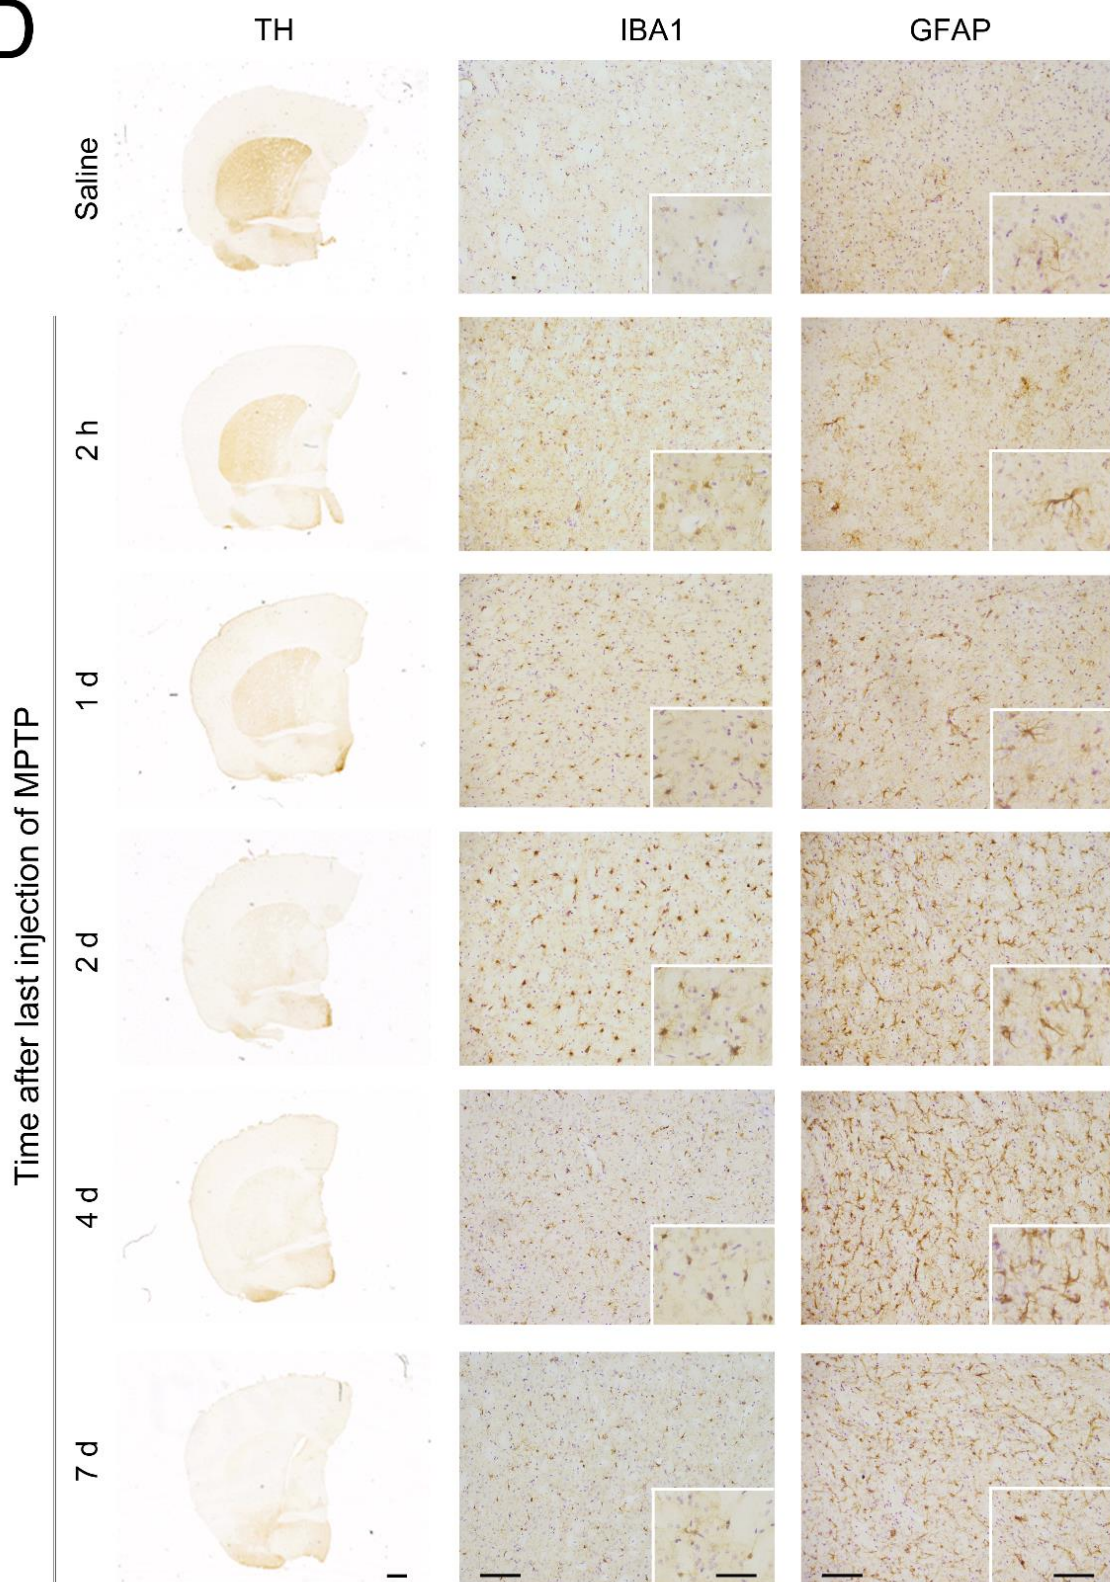 D
TH IBA1 GFAP
Saline
2 h
1 d
2 d
4 d
7 d
Time after last injection of MPTP